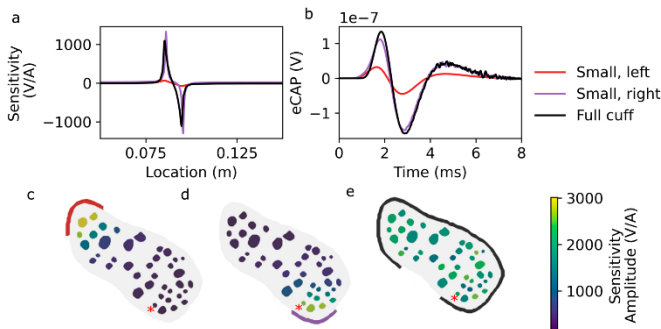 a
1000
0
−1000
Sensitivity
(V/A)
0.075
0.125
Location (m)
b
1e−7
1
0
−1
eCAP (V)
0
2
4
6
8
Time (ms)
Small, left
Small, right
Full cuff
c
*
d
*
e
*
3000
2000
1000
Sensitivity
Amplitude (V/A)